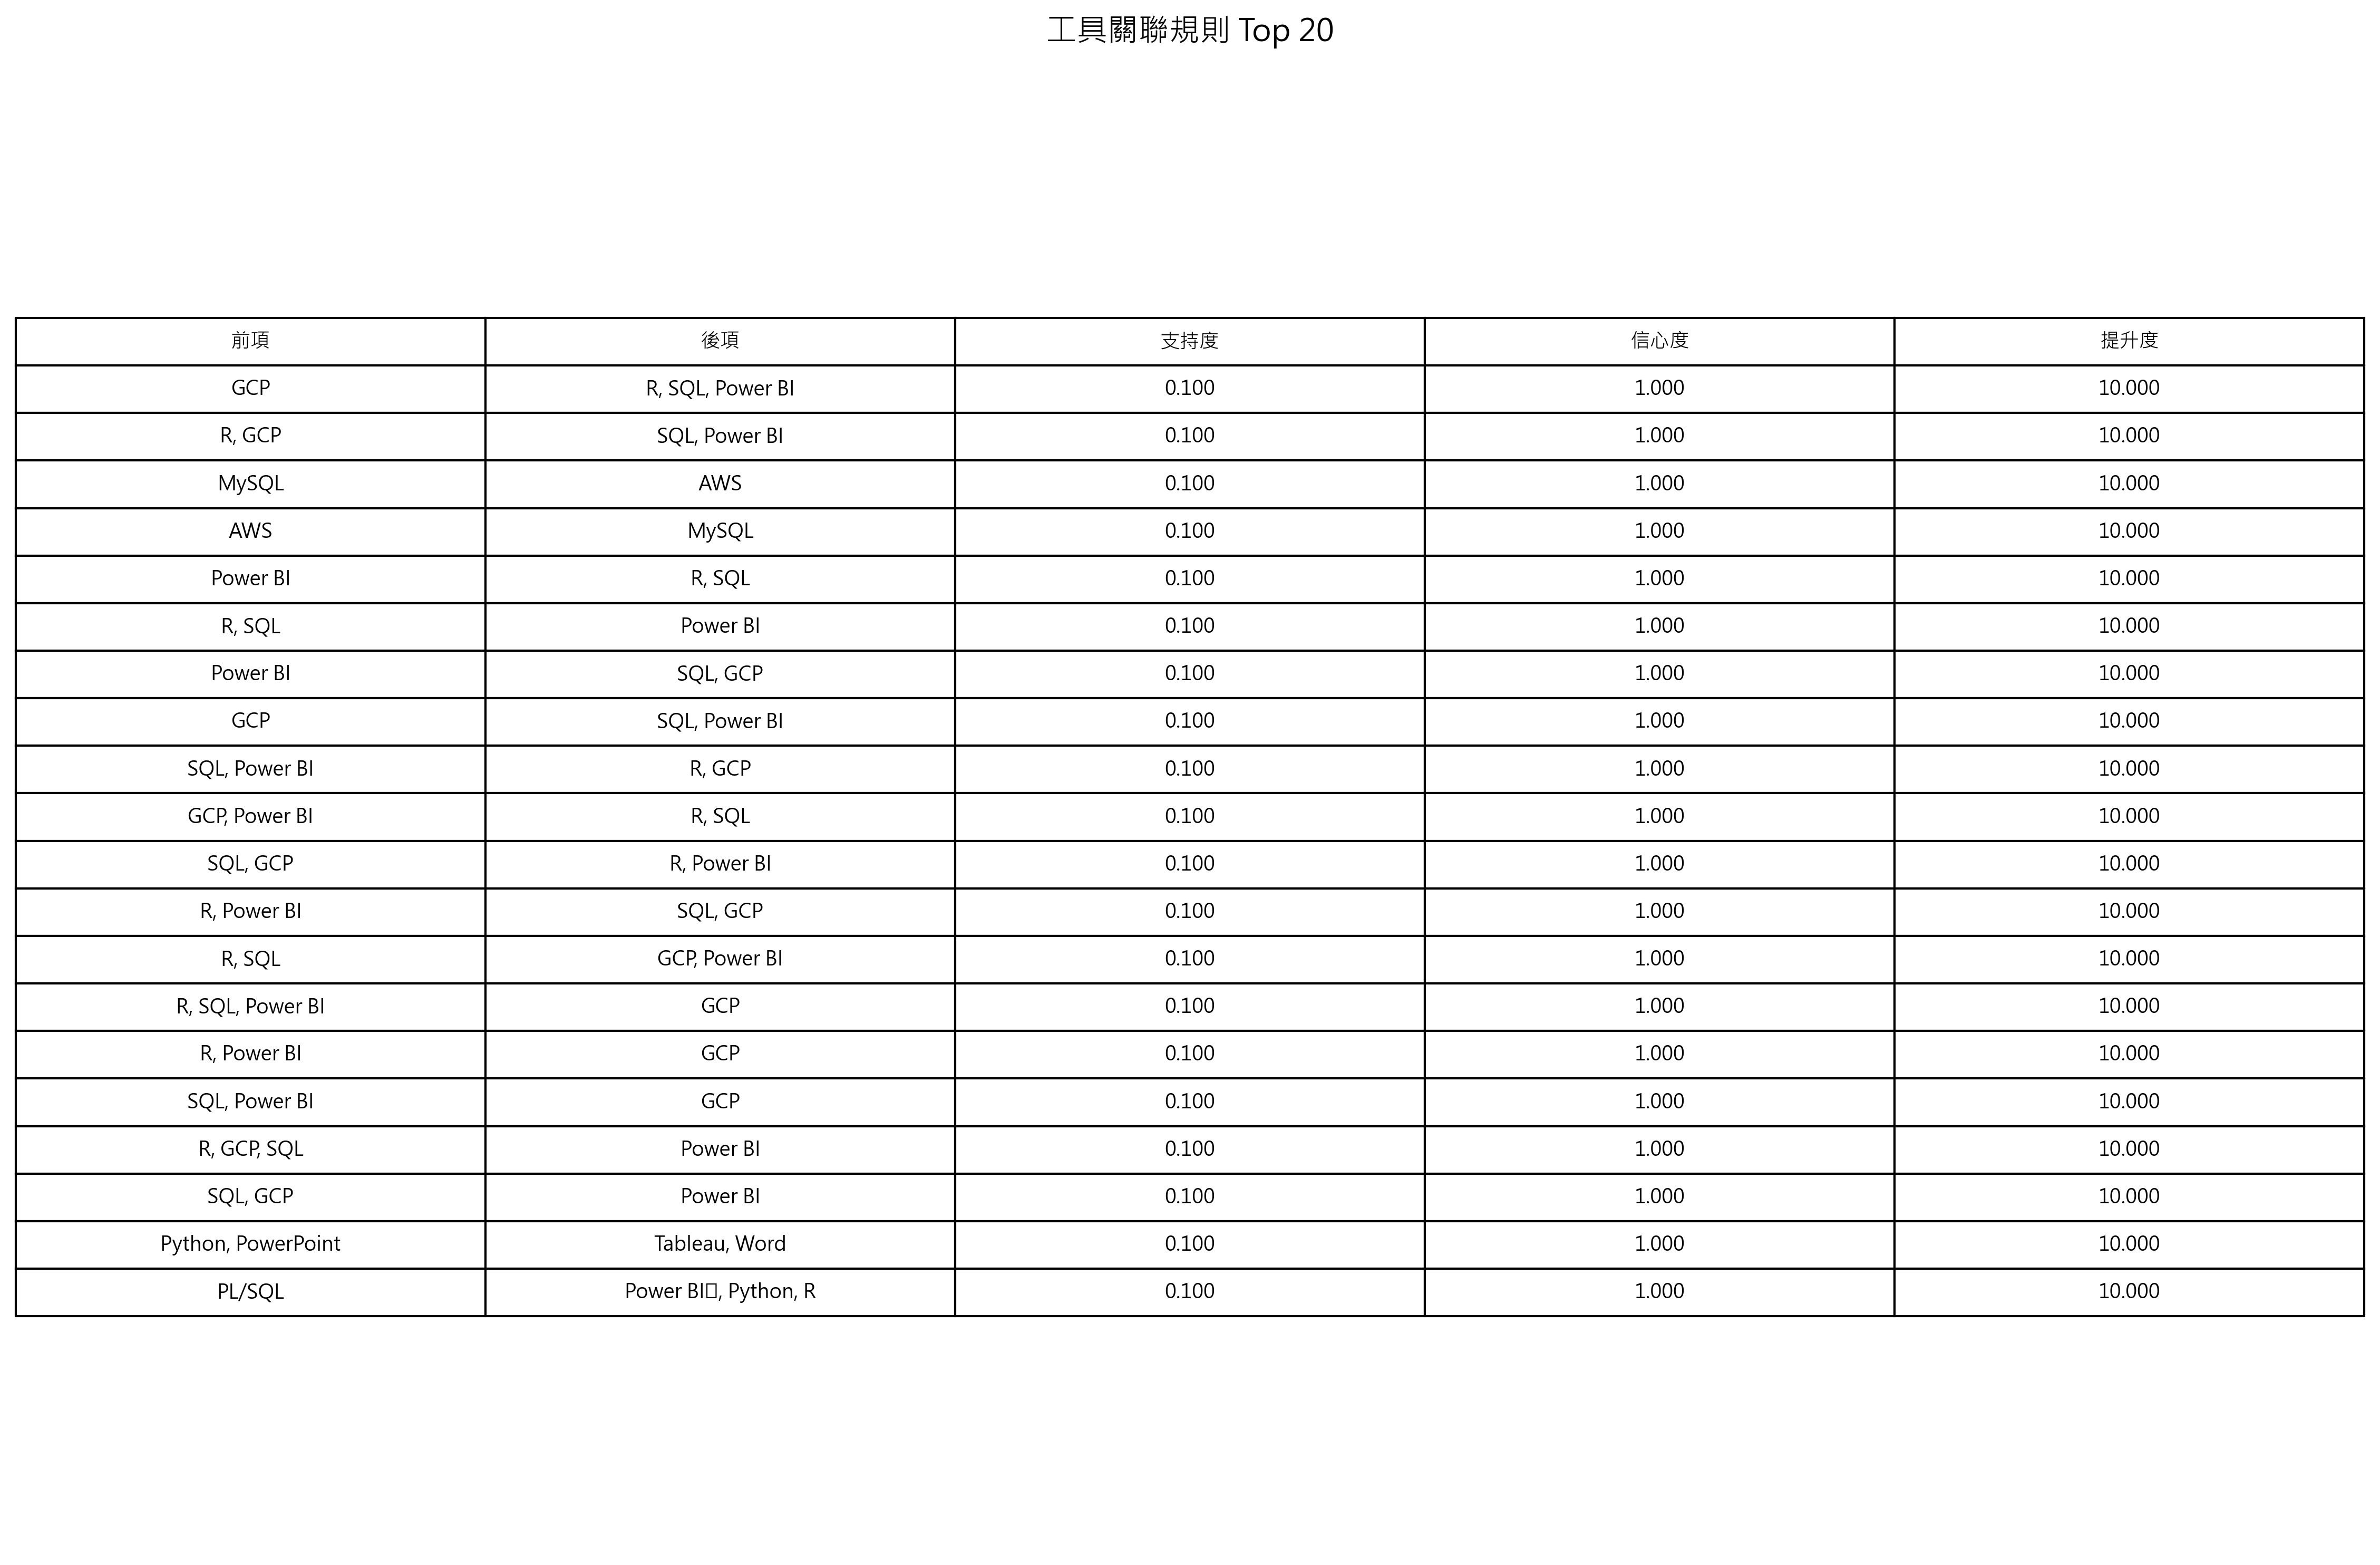 工具關聯規則 Top 20
前項 後項 支持度 信心度 提升度
GCP R, SQL, Power BI 0.100 1.000 10.000
R, GCP SQL, Power BI 0.100 1.000 10.000
MySQL AWS 0.100 1.000 10.000
AWS MySQL 0.100 1.000 10.000
Power BI R, SQL 0.100 1.000 10.000
R, SQL Power BI 0.100 1.000 10.000
Power BI SQL, GCP 0.100 1.000 10.000
GCP SQL, Power BI 0.100 1.000 10.000
SQL, Power BI R, GCP 0.100 1.000 10.000
GCP, Power BI R, SQL 0.100 1.000 10.000
SQL, GCP R, Power BI 0.100 1.000 10.000
R, Power BI SQL, GCP 0.100 1.000 10.000
R, SQL GCP, Power BI 0.100 1.000 10.000
R, SQL, Power BI GCP 0.100 1.000 10.000
R, Power BI GCP 0.100 1.000 10.000
SQL, Power BI GCP 0.100 1.000 10.000
R, GCP, SQL Power BI 0.100 1.000 10.000
SQL, GCP Power BI 0.100 1.000 10.000
Python, PowerPoint Tableau, Word 0.100 1.000 10.000
PL/SQL Power BI▯, Python, R 0.100 1.000 10.000